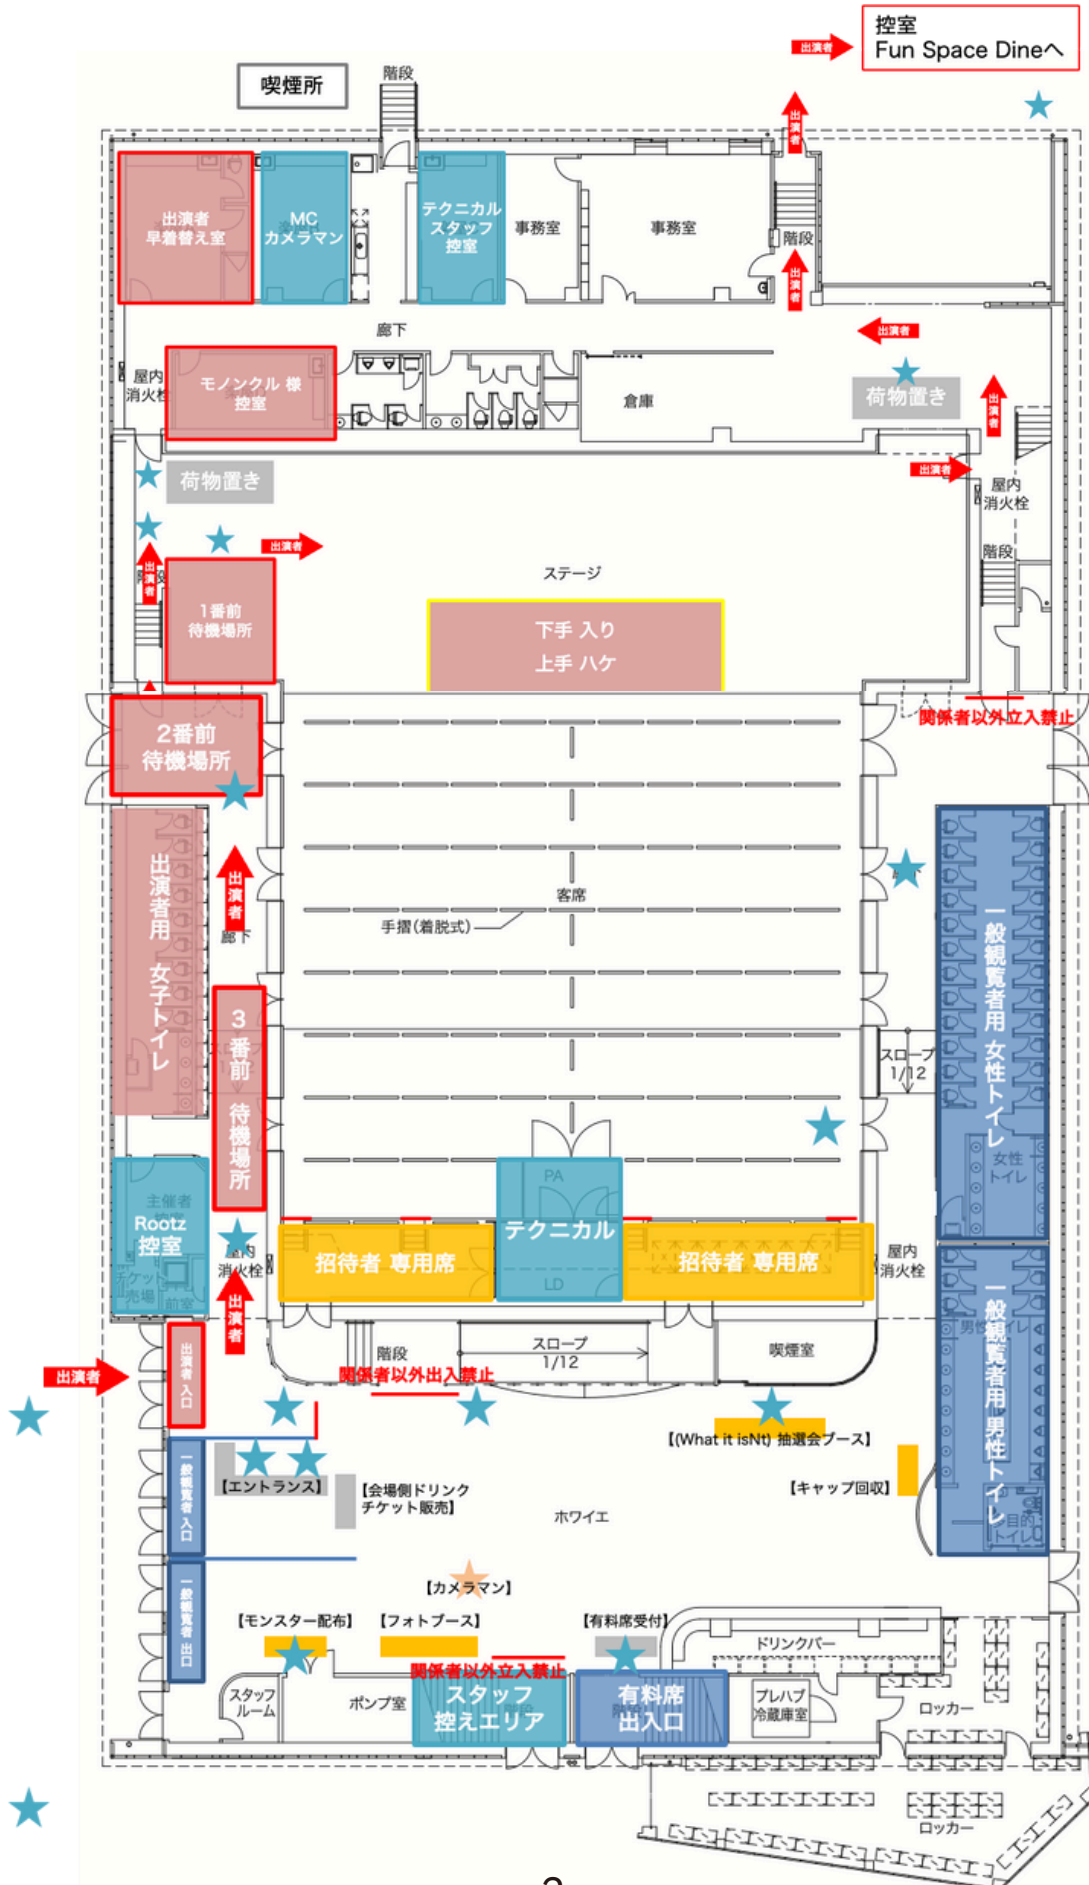 控室
Fun Space Dineへ
出演者
喫煙所
階段
出演者
出演者
早着替え室
MC
カメラマン
テクニカル
スタッフ
控室
事務室
事務室
階段
出演者
廊下
出演者
モノンクル 様
控室
屋内
消火栓
倉庫
荷物置き
出演者
荷物置き
出演者
屋内
消火栓
出演者
出演者
階段
ステージ
1番前
待機場所
下手 入り
上手 ハケ
関係者以外立入禁止
2番前
待機場所
出演者用 女子トイレ
出演者
廊下
客席
手摺(着脱式)
一般観覧者用 女性トイレ
3番前 待機場所
スロープ
1/12
スロープ
1/12
女性
トイレ
PA
主催者
Rootz
控室
チケット
売場
前室
テクニカル
招待者 専用席
招待者 専用席
LD
屋内
消火栓
屋内
消火栓
出演者
出演者
出演者 入口
階段
スロープ
1/12
喫煙室
関係者以外出入禁止
一般観覧者用 男性トイレ
【(What it isNt) 抽選会ブース】
一般観覧者 入口
【エントランス】
【会場側ドリンク
チケット販売】
【キャップ回収】
ホワイエ
一般観覧者 出口
【カメラマン】
【モンスター配布】
【フォトブース】
【有料席受付】
ドリンクバー
関係者以外立入禁止
スタッフ
ルーム
ポンプ室
スタッフ
控えエリア
有料席
出入口
プレハブ
冷蔵庫室
ロッカー
ロッカー